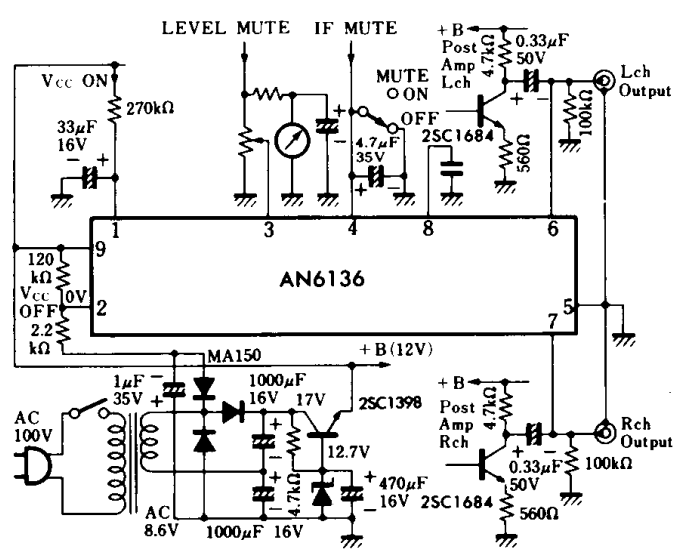 LEVEL MUTE
IF MUTE
VCC ON
270kΩ
33μF
16V
−
+
+
−
MUTE
ON
OFF
4.7μF
35V
+
−
+B
Post
Amp
Lch
4.7kΩ
0.33μF
50V
+
−
2SC1684
560Ω
100kΩ
Lch
Output
1
3
4
8
6
9
2
5
7
AN6136
120
kΩ
VCC
OFF
0V
2.2
kΩ
MA150
+B(12V)
1μF
35V
+
−
AC
100V
AC
8.6V
1000μF
16V
17V
2SC1398
12.7V
+
−
+
−
4.7kΩ
1000μF
16V
+
−
470μF
16V
+B
Post
Amp
Rch
4.7kΩ
+
−
0.33μF
50V
2SC1684
560Ω
100kΩ
Rch
Output